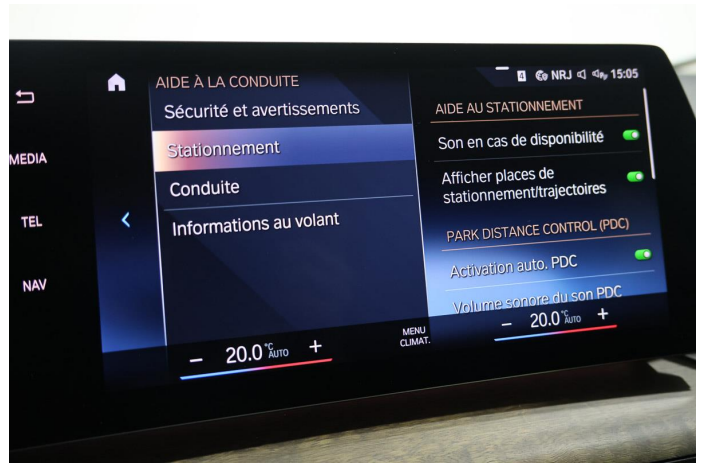 MEDIA
TEL
NAV
AIDE À LA CONDUITE
Sécurité et avertissements
Stationnement
Conduite
Informations au volant
4 NRJ 15:05
AIDE AU STATIONNEMENT
Son en cas de disponibilité
Afficher places de
stationnement/trajectoires
PARK DISTANCE CONTROL (PDC)
Activation auto. PDC
Volume sonore du son PDC
− 20.0 °C AUTO +
MENU
CLIMAT.
− 20.0 °C AUTO +